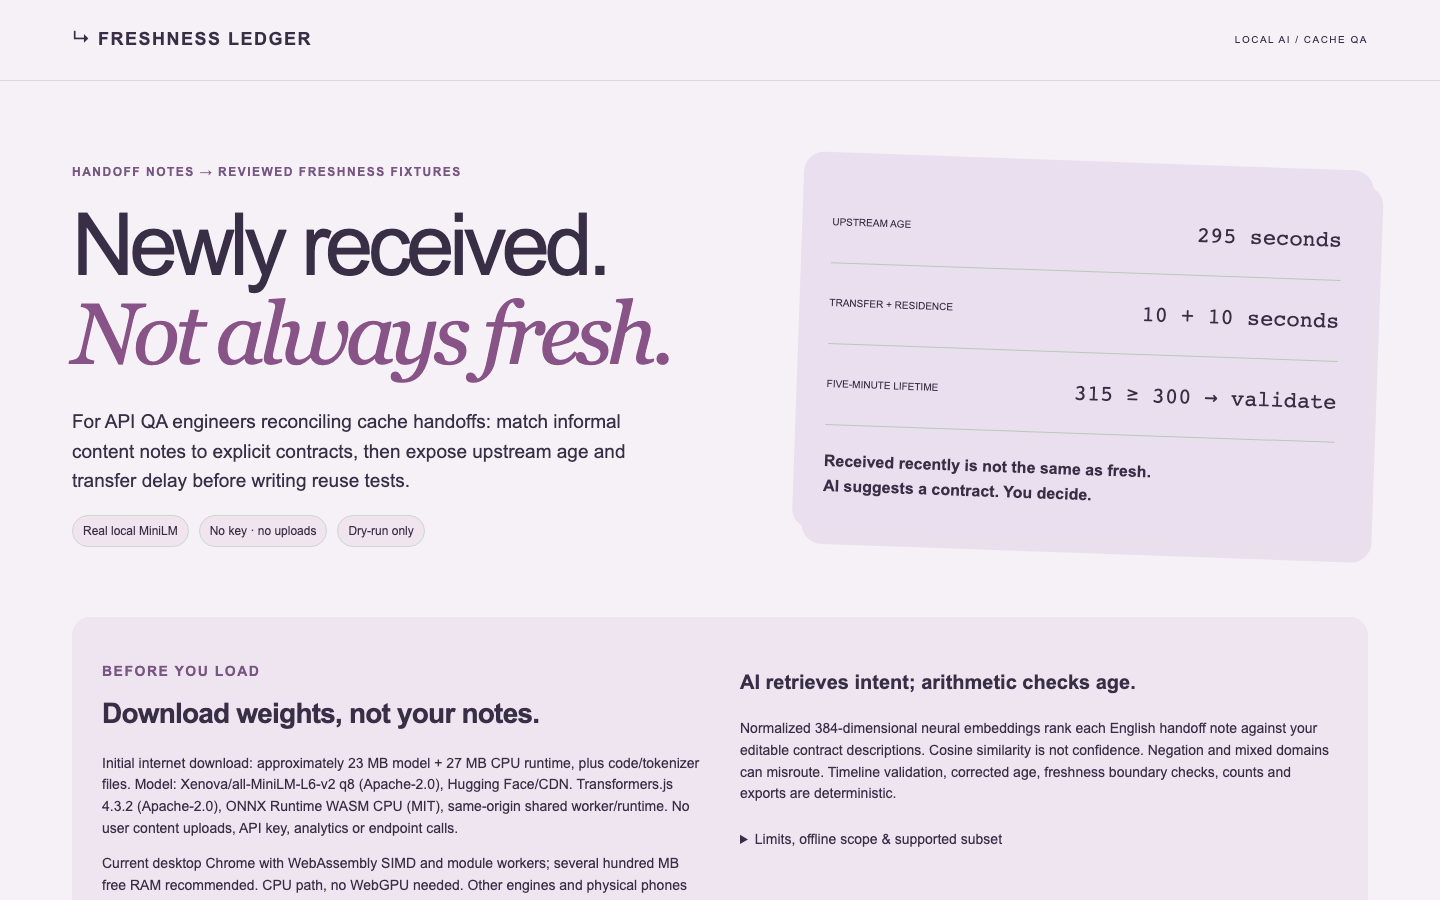 ↳ FRESHNESS LEDGER
LOCAL AI / CACHE QA
HANDOFF NOTES → REVIEWED FRESHNESS FIXTURES
Newly received.
Not always fresh.
For API QA engineers reconciling cache handoffs: match informal
content notes to explicit contracts, then expose upstream age and
transfer delay before writing reuse tests.
Real local MiniLM
No key · no uploads
Dry-run only
UPSTREAM AGE
295 seconds
TRANSFER + RESIDENCE
10 + 10 seconds
FIVE-MINUTE LIFETIME
315 ≥ 300 → validate
Received recently is not the same as fresh.
AI suggests a contract. You decide.
BEFORE YOU LOAD
Download weights, not your notes.
Initial internet download: approximately 23 MB model + 27 MB CPU runtime, plus code/tokenizer
files. Model: Xenova/all-MiniLM-L6-v2 q8 (Apache-2.0), Hugging Face/CDN. Transformers.js
4.3.2 (Apache-2.0), ONNX Runtime WASM CPU (MIT), same-origin shared worker/runtime. No
user content uploads, API key, analytics or endpoint calls.
Current desktop Chrome with WebAssembly SIMD and module workers; several hundred MB
free RAM recommended. CPU path, no WebGPU needed. Other engines and physical phones
AI retrieves intent; arithmetic checks age.
Normalized 384-dimensional neural embeddings rank each English handoff note against your
editable contract descriptions. Cosine similarity is not confidence. Negation and mixed domains
can misroute. Timeline validation, corrected age, freshness boundary checks, counts and
exports are deterministic.
▶ Limits, offline scope & supported subset